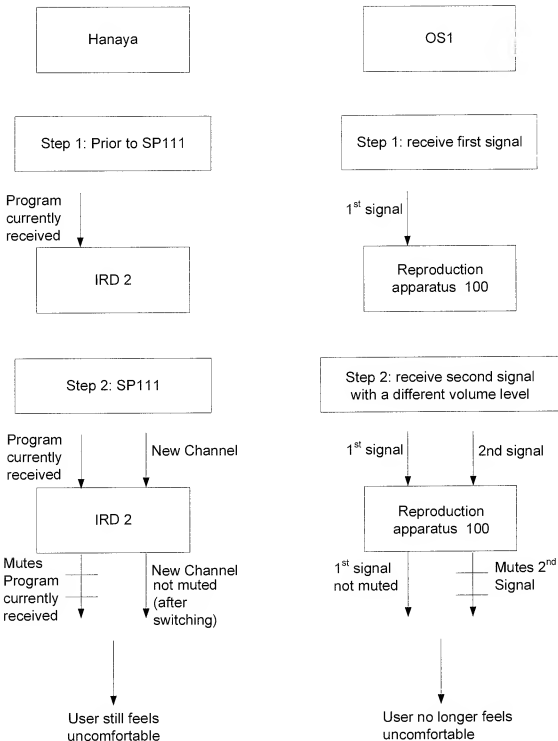 Hanaya
OS1
Step 1: Prior to SP111
Step 1: receive first signal
Program
currently
received
1st signal
IRD 2
Reproduction
apparatus 100
Step 2: SP111
Step 2: receive second signal
with a different volume level
Program
currently
received
New Channel
1st signal
2nd signal
IRD 2
Reproduction
apparatus 100
Mutes
Program
currently
received
New Channel
not muted
(after
switching)
1st signal
not muted
Mutes 2nd
Signal
User still feels
uncomfortable
User no longer feels
uncomfortable